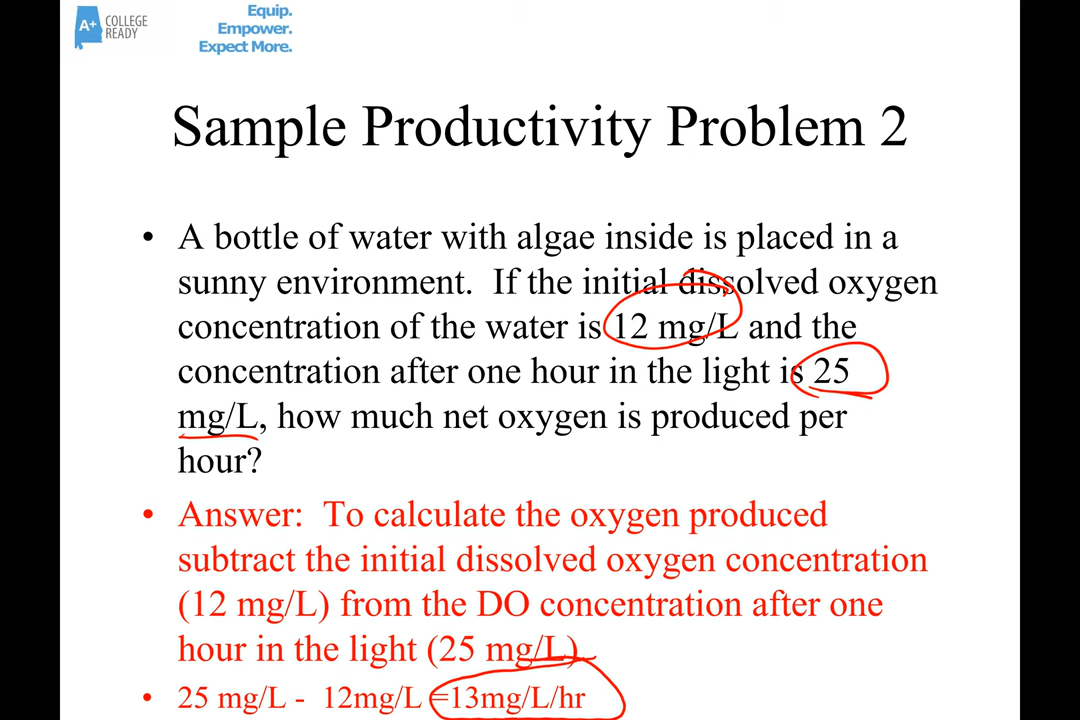 A+ COLLEGE
READY
Equip.
Empower.
Expect More.
Sample Productivity Problem 2
• A bottle of water with algae inside is placed in a
sunny environment. If the initial dissolved oxygen
concentration of the water is 12 mg/L and the
concentration after one hour in the light is 25
mg/L, how much net oxygen is produced per
hour?
• Answer: To calculate the oxygen produced
subtract the initial dissolved oxygen concentration
(12 mg/L) from the DO concentration after one
hour in the light (25 mg/L).
• 25 mg/L - 12mg/L =13mg/L/hr